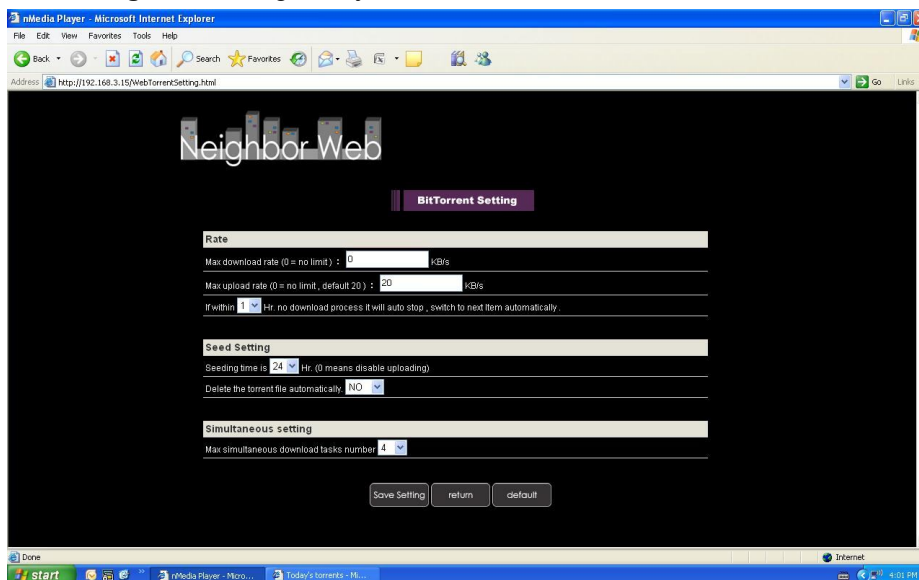 nMedia Player - Microsoft Internet Explorer
File Edit View Favorites Tools Help
Back Search Favorites
Address http://192.168.3.15/WebTorrentSetting.html Go Links
Neighbor Web
BitTorrent Setting
Rate
Max download rate (0 = no limit) : 0 KB/s
Max upload rate (0 = no limit , default 20 ) : 20 KB/s
If within 1 Hr. no download process it will auto stop , switch to next item automatically .
Seed Setting
Seeding time is 24 Hr. (0 means disable uploading)
Delete the torrent file automatically. NO
Simultaneous setting
Max simultaneous download tasks number 4
Save Setting return default
Done Internet
start nMedia Player - Micro... Today's torrents - Mi... 4:01 PM